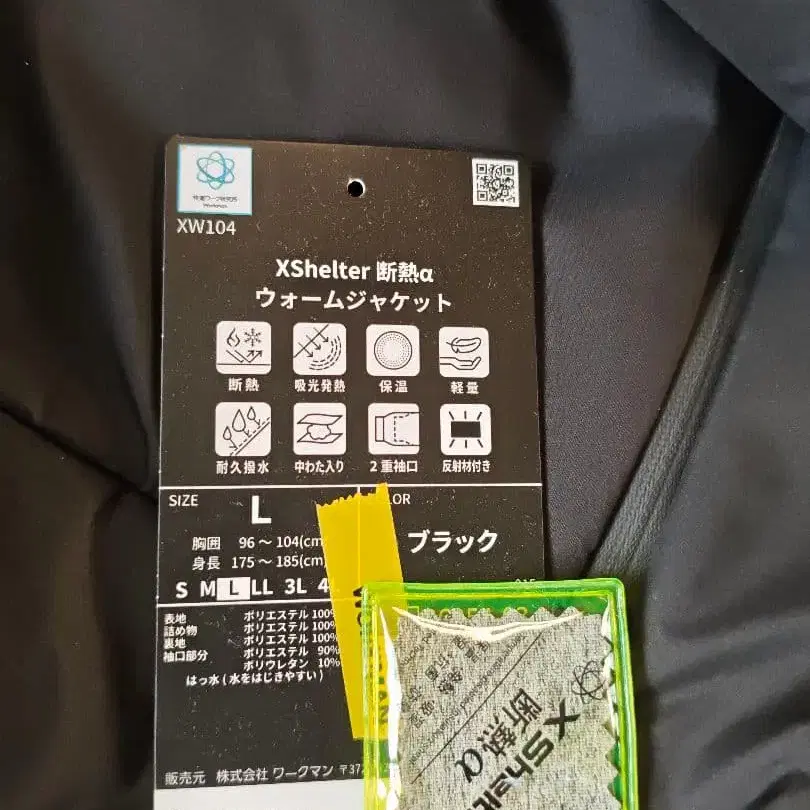 XW104
XShelter 断熱α
ウォームジャケット
断熱 吸光発熱 保温 軽量
耐久撥水 中わた入り 2重袖口 反射材付き
SIZE OR
L ブラック
胸囲 96〜104(cm
身長 175〜185(cm)
S M L LL 3L 4
表地 ポリエステル 100%
詰め物 ポリエステル 100%
裏地 ポリエステル 100%
袖口部分 ポリエステル 90%
ポリウレタン 10%
はっ水 (水をはじきやすい)
販売元 株式会社 ワークマン 〒372
XShel
断熱α